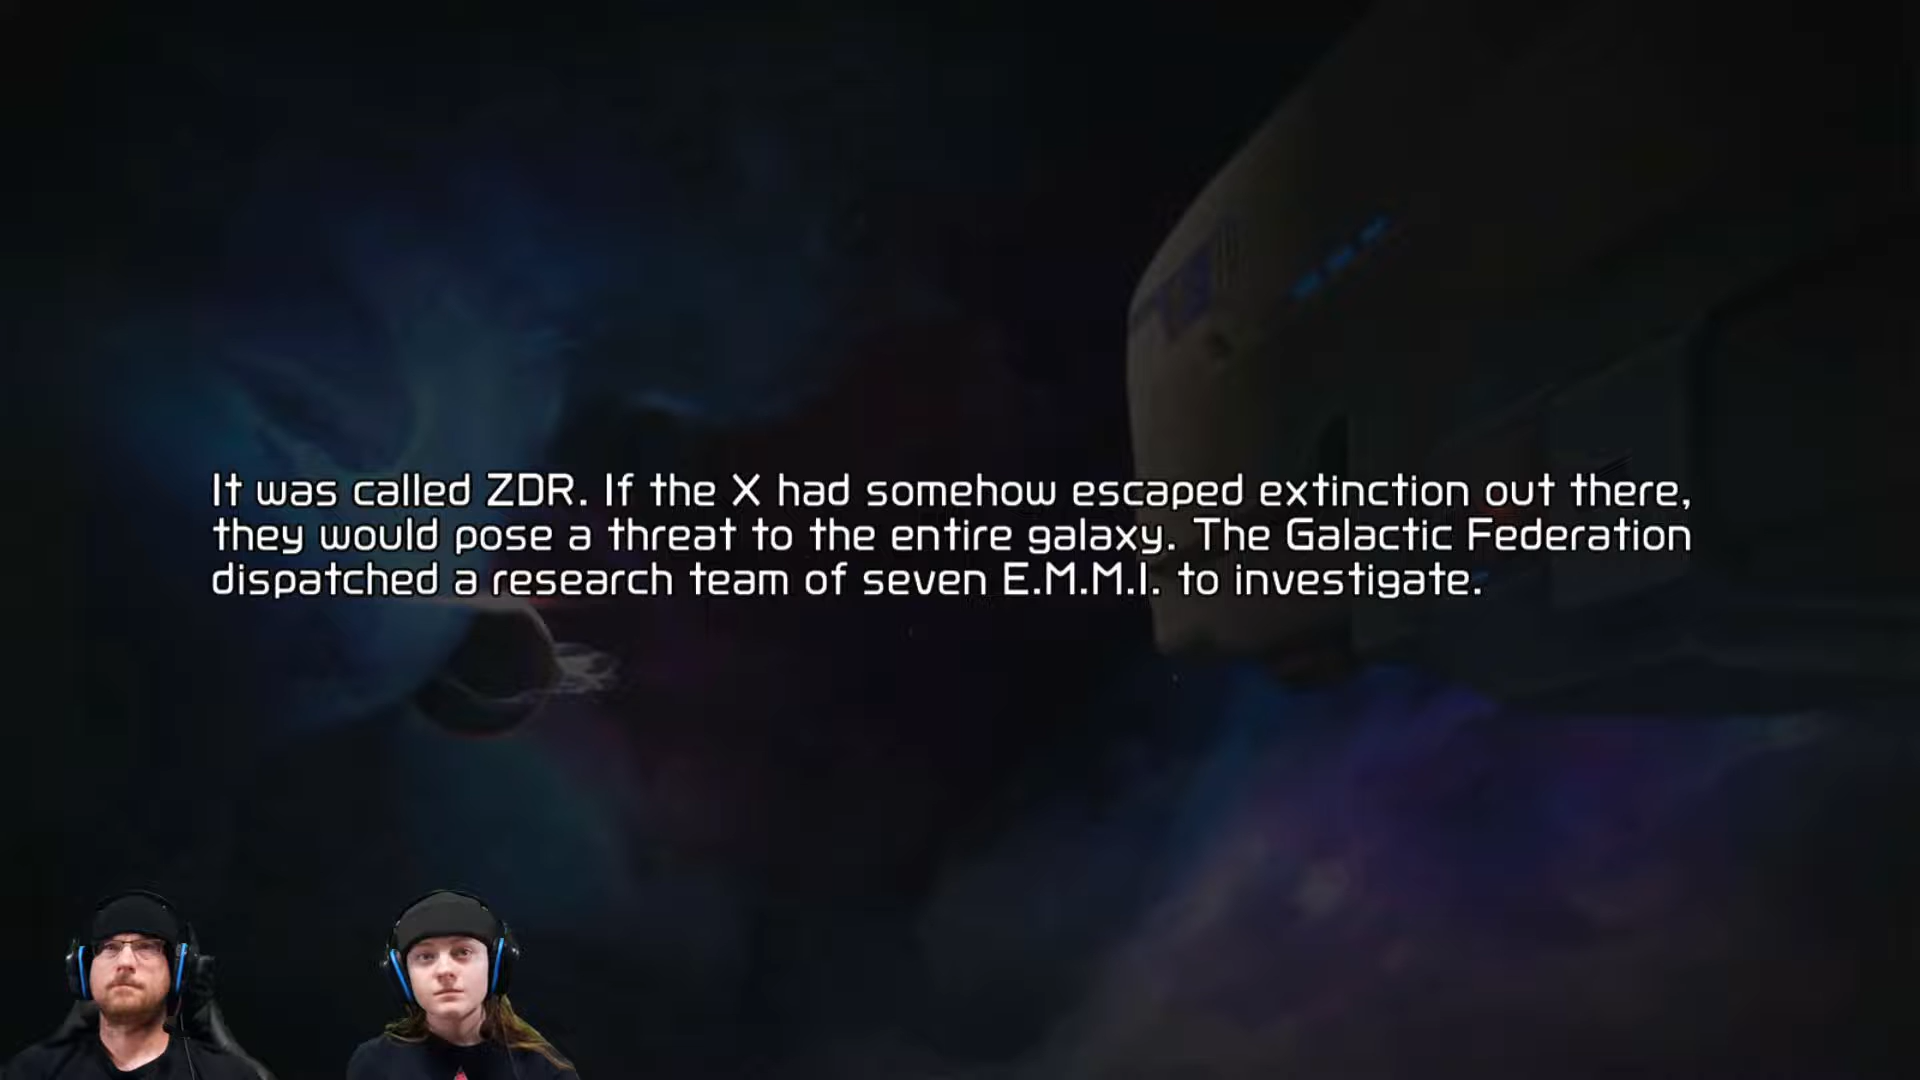 It was called ZDR. If the X had somehow escaped extinction out there,
they would pose a threat to the entire galaxy. The Galactic Federation
dispatched a research team of seven E.M.M.I. to investigate.